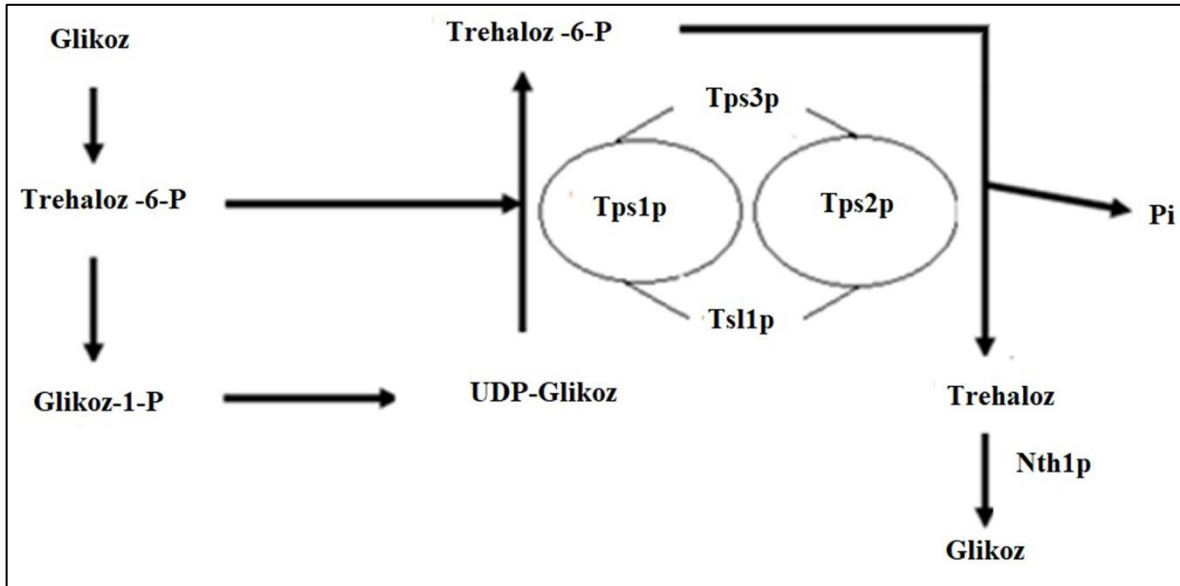 Glikoz
Trehaloz -6-P
Tps3p
Trehaloz -6-P
Tps1p
Tps2p
Pi
Tsl1p
Glikoz-1-P
UDP-Glikoz
Trehaloz
Nth1p
Glikoz